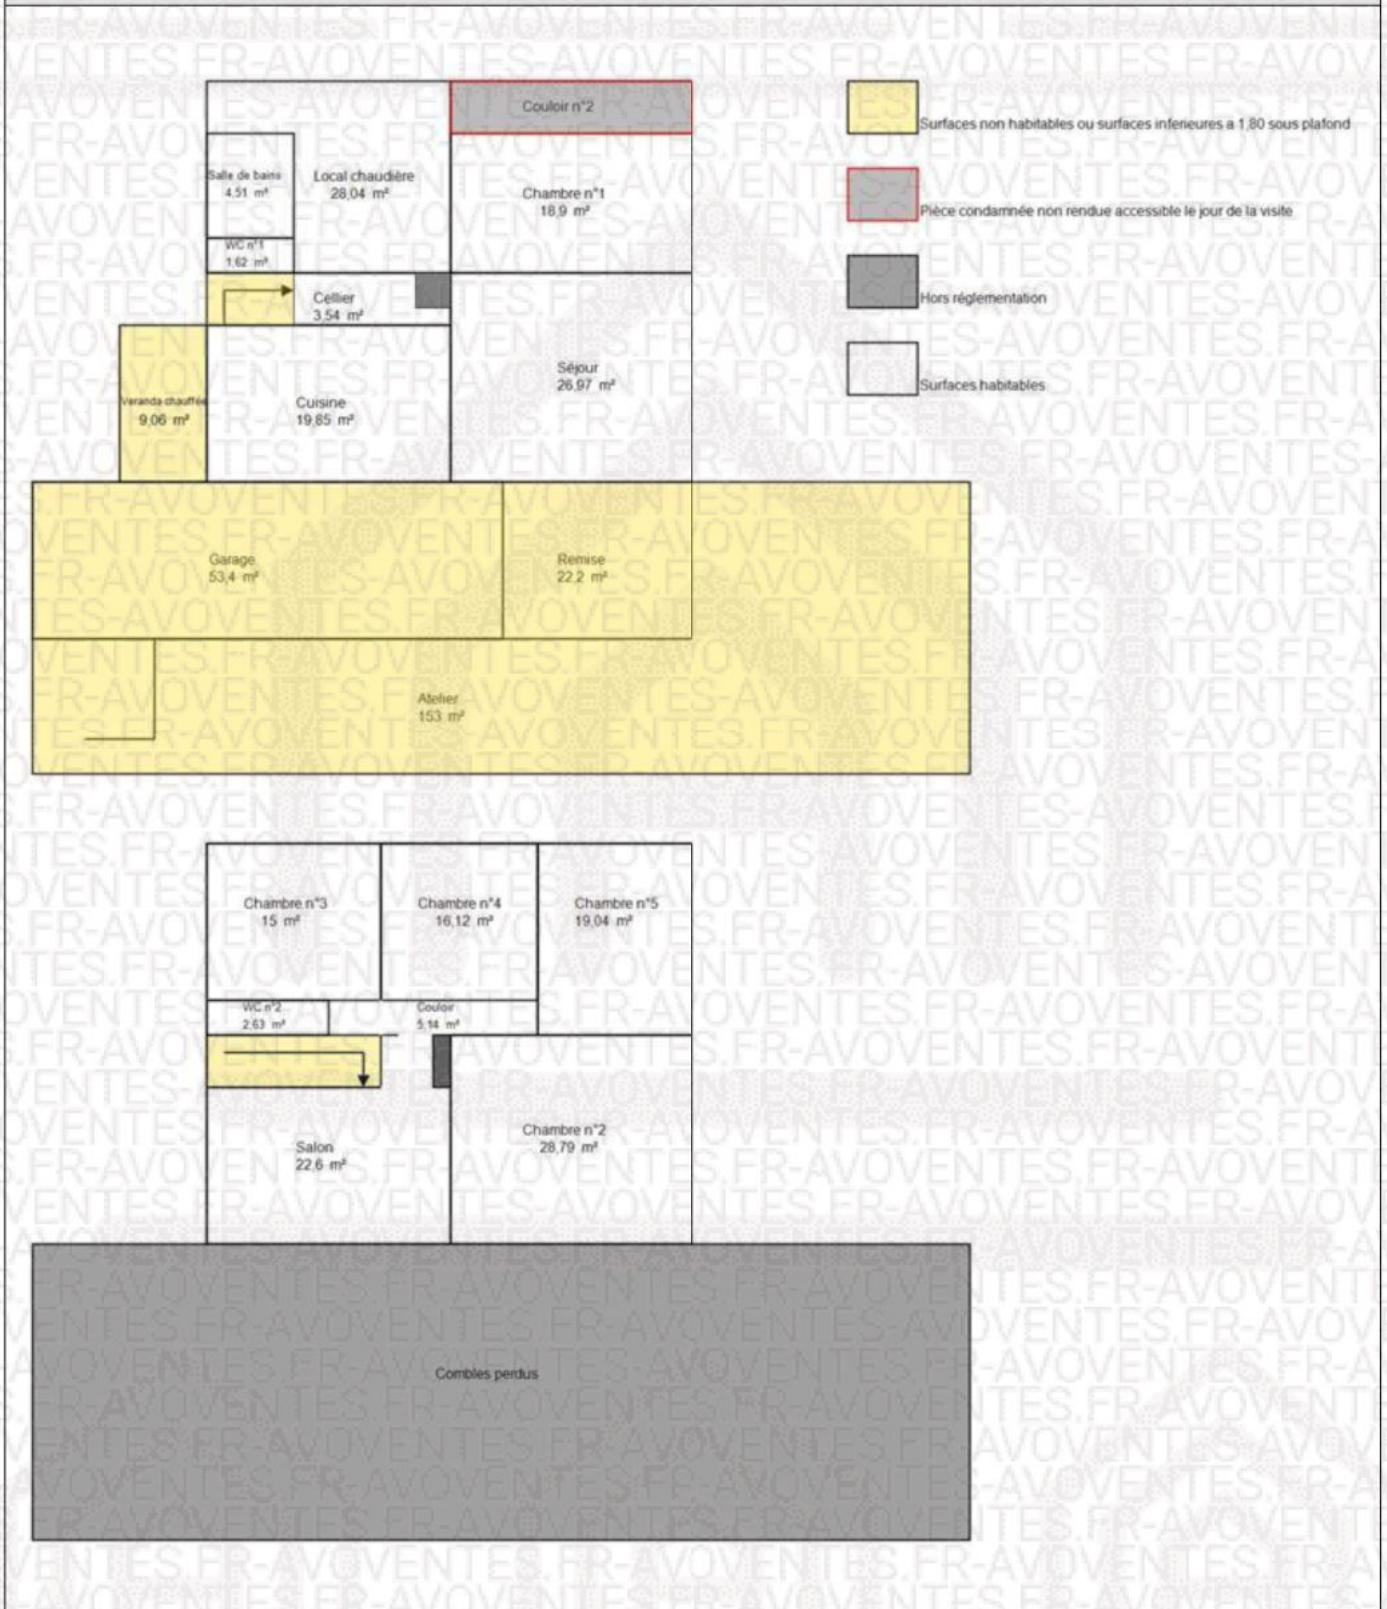 Couloir n°2
Surfaces non habitables ou surfaces inferieures a 1,80 sous plafond
Salle de bains
4,51 m²
Local chaudière
28,04 m²
Chambre n°1
18,9 m²
Pièce condamnée non rendue accessible le jour de la visite
WC n°1
1,62 m²
Cellier
3,54 m²
Hors réglementation
Séjour
26,97 m²
Surfaces habitables
Veranda chauffée
9,06 m²
Cuisine
19,85 m²
Garage
53,4 m²
Remise
22,2 m²
Atelier
153 m²
Chambre n°3
15 m²
Chambre n°4
16,12 m²
Chambre n°5
19,04 m²
WC n°2
2,63 m²
Couloir
5,14 m²
Salon
22,6 m²
Chambre n°2
28,79 m²
Combles perdus
AVOVENTES.FR